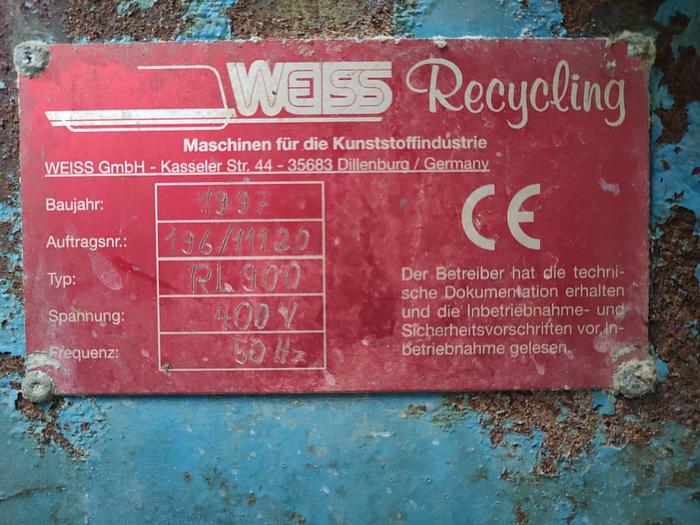 WEISS Recycling
Maschinen für die Kunststoffindustrie
WEISS GmbH - Kasseler Str. 44 - 35683 Dillenburg / Germany
Baujahr: 1997
Auftragsnr.: 196/11120
Typ: RL 900
Spannung: 400 V
Frequenz: 50 Hz
CE
Der Betreiber hat die techni-
sche Dokumentation erhalten
und die Inbetriebnahme- und
Sicherheitsvorschriften vor In-
betriebnahme gelesen.